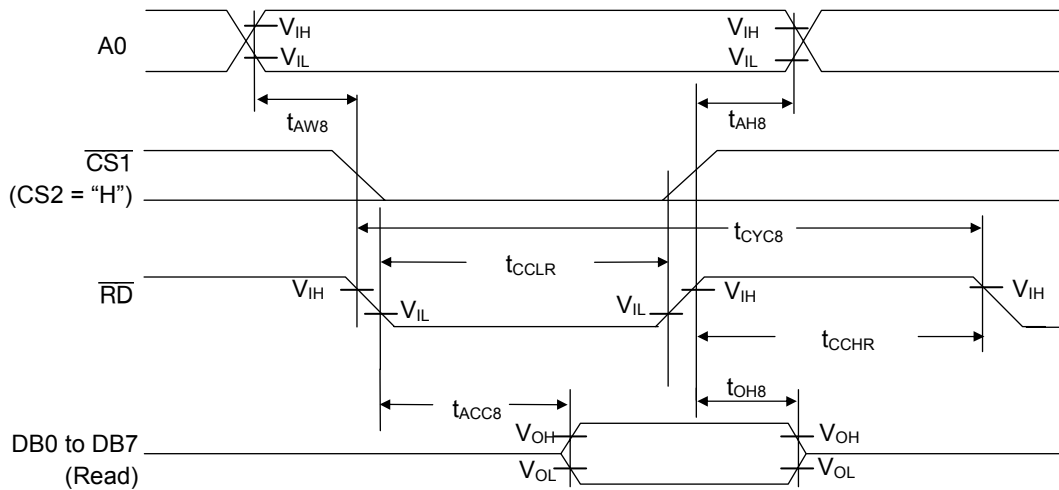 A0
VIH
VIL
VIH
VIL
tAW8
tAH8
CS1
(CS2 = “H”)
tCYC8
tCCLR
RD
VIH
VIL
VIL
VIH
VIH
tCCHR
tACC8
tOH8
DB0 to DB7
(Read)
VOH
VOL
VOH
VOL